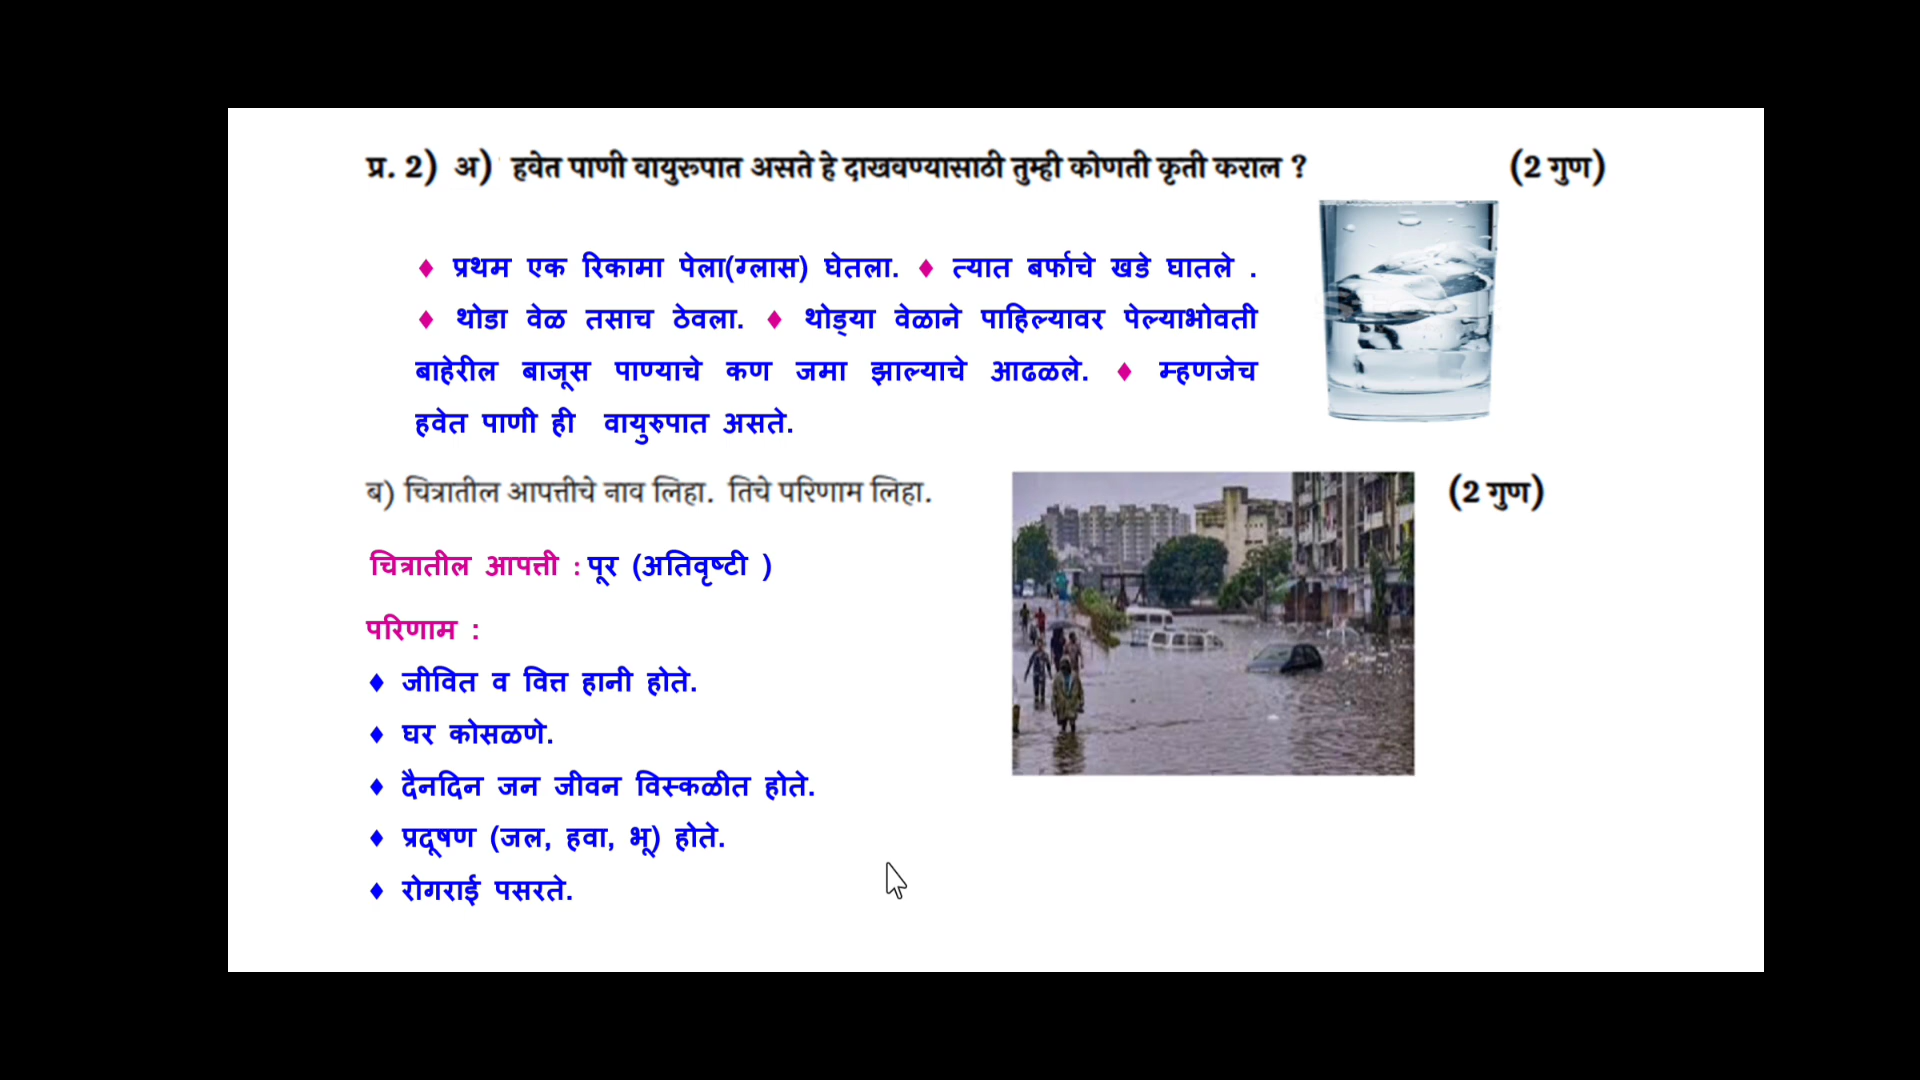 प्र. 2) अ) हवेत पाणी वायुरूपात असते हे दाखवण्यासाठी तुम्ही कोणती कृती कराल ? (2 गुण)
♦ प्रथम एक रिकामा पेला(ग्लास) घेतला. ♦ त्यात बर्फाचे खडे घातले .
♦ थोडा वेळ तसाच ठेवला. ♦ थोड्या वेळाने पाहिल्यावर पेल्याभोवती
बाहेरील बाजूस पाण्याचे कण जमा झाल्याचे आढळले. ♦ म्हणजेच
हवेत पाणी ही वायुरुपात असते.
ब) चित्रातील आपत्तीचे नाव लिहा. तिचे परिणाम लिहा. (2 गुण)
चित्रातील आपत्ती : पूर (अतिवृष्टी )
परिणाम :
♦ जीवित व वित्त हानी होते.
♦ घर कोसळणे.
♦ दैनदिन जन जीवन विस्कळीत होते.
♦ प्रदूषण (जल, हवा, भू) होते.
♦ रोगराई पसरते.